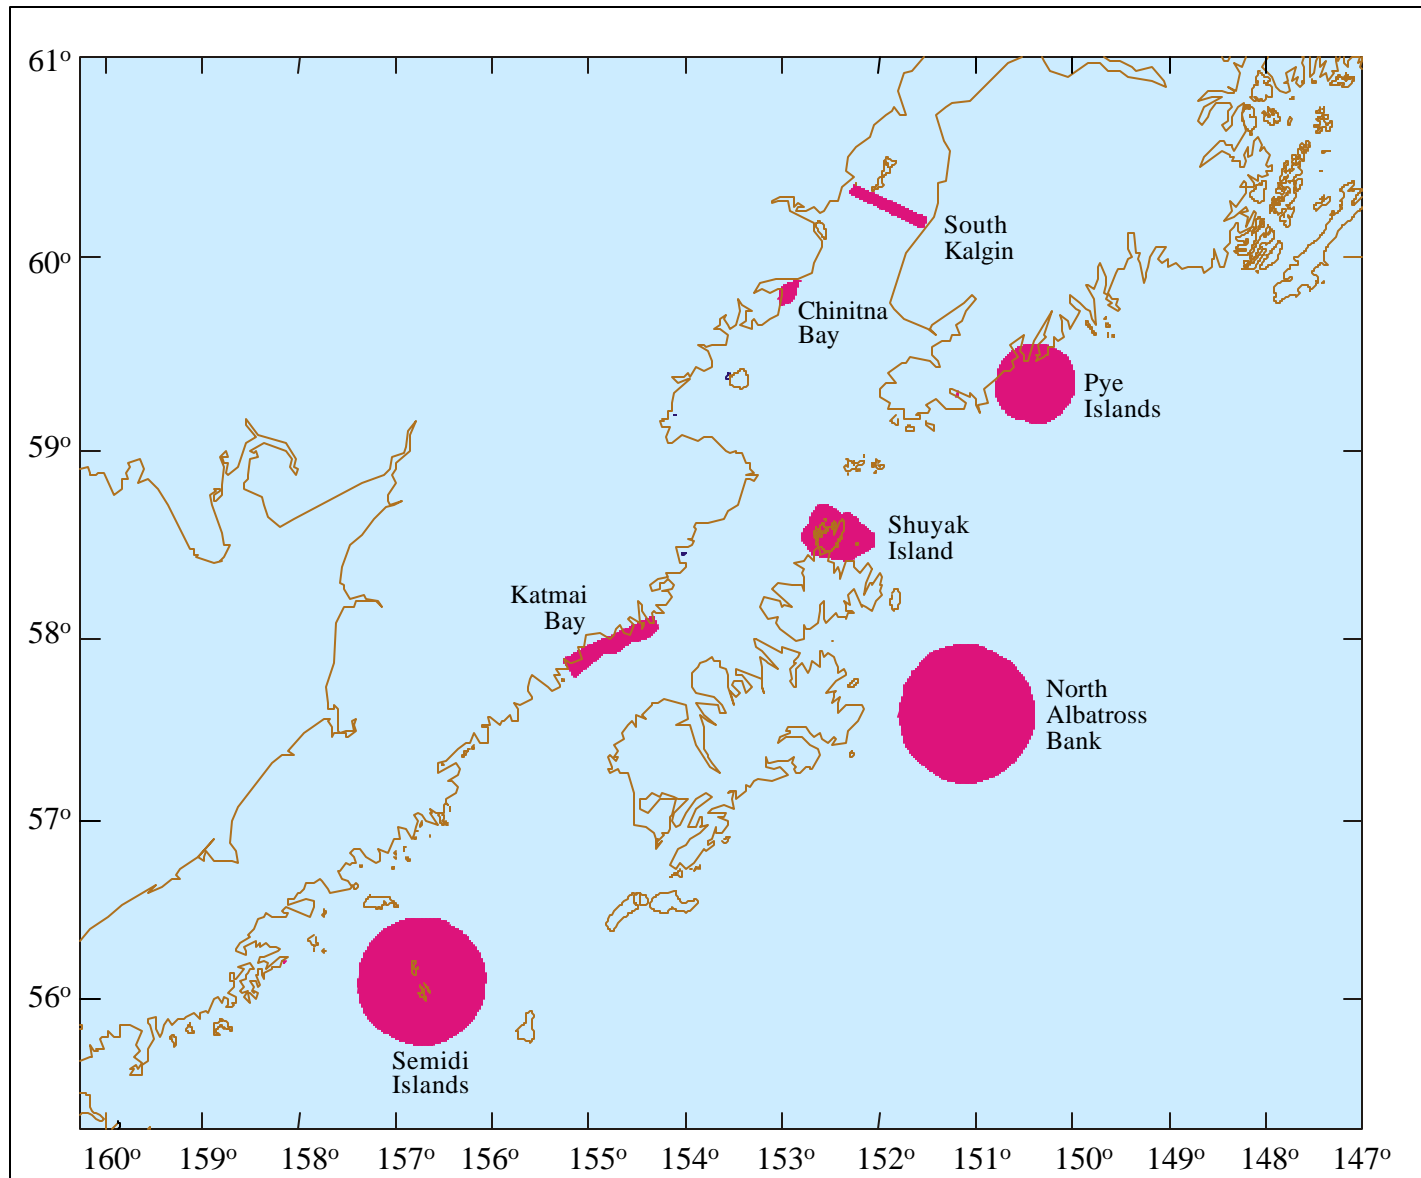 61º
South
Kalgin
60º
Chinitna
Bay
Pye
Islands
59º
Shuyak
Island
Katmai
Bay
58º
North
Albatross
Bank
57º
56º
Semidi
Islands
160º 159º 158º 157º 156º 155º 154º 153º 152º 151º 150º 149º 148º 147º